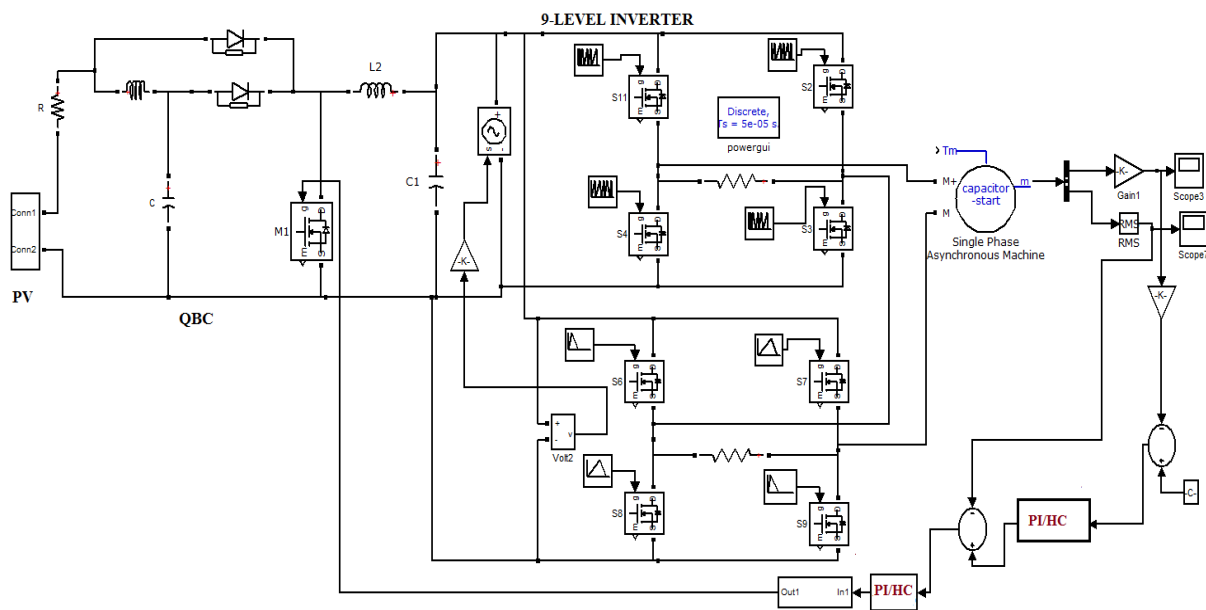 9-LEVEL INVERTER
L2
R
S11
S2
Discrete,
Ts = 5e-05 s.
powergui
C
C1
s
+
-
Conn1
Conn2
PV
QBC
M1
g
D
E
S
-K-
S4
S3
Tm
M+
M
capacitor
-start
m
Single Phase
Asynchronous Machine
-K-
Gain1
Scope3
RMS
RMS
Scope7
-K-
S6
S7
+
-
v
Volt2
S8
S9
-
+
-C-
PI/HC
-
+
Out1
In1
PI/HC